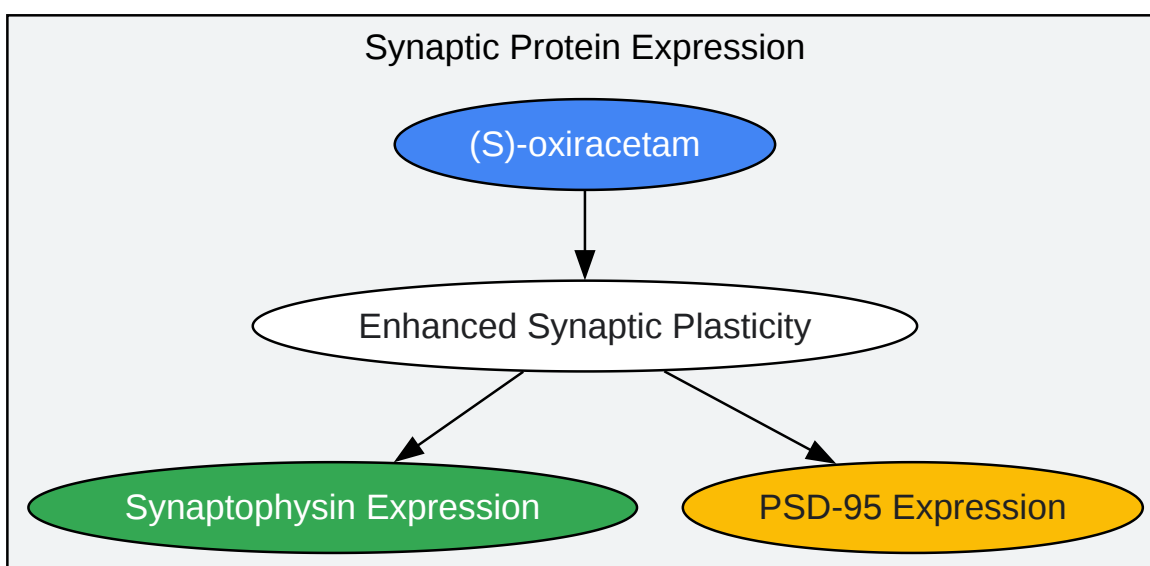 Synaptic Protein Expression
(S)-oxiracetam
Enhanced Synaptic Plasticity
Synaptophysin Expression
PSD-95 Expression